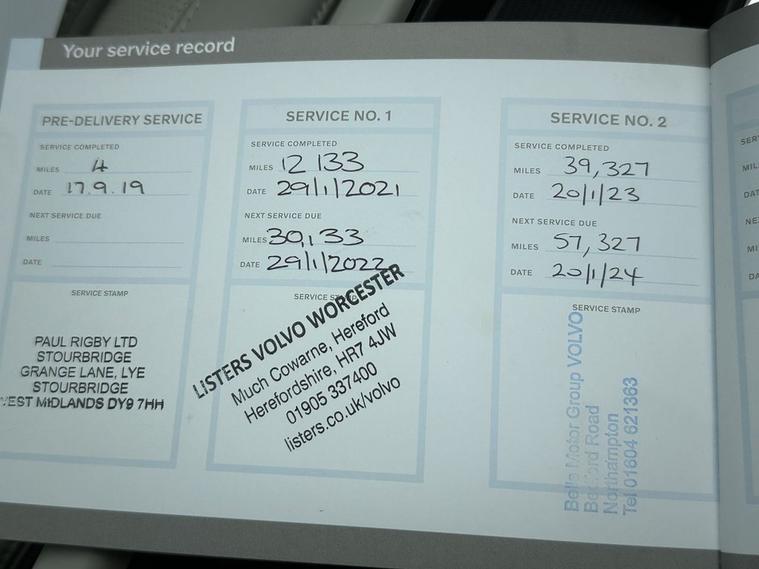 Your service record
PRE-DELIVERY SERVICE
SERVICE COMPLETED
MILES 4
DATE 17.9.19
NEXT SERVICE DUE
MILES
DATE
SERVICE STAMP
PAUL RIGBY LTD
STOURBRIDGE
GRANGE LANE, LYE
STOURBRIDGE
WEST MIDLANDS DY9 7HH
SERVICE NO. 1
SERVICE COMPLETED
MILES 12 133
DATE 29/1/2021
NEXT SERVICE DUE
MILES 30,133
DATE 29/1/2022
SERVICE STAMP
LISTERS VOLVO WORCESTER
Much Cowarne, Hereford
Herefordshire, HR7 4JW
01905 337400
listers.co.uk/volvo
SERVICE NO. 2
SERVICE COMPLETED
MILES 39,327
DATE 20/1/23
NEXT SERVICE DUE
MILES 57,327
DATE 20/1/24
SERVICE STAMP
Motor Group VOLVO
Bedford Road
Northampton
Tel 01604 621363